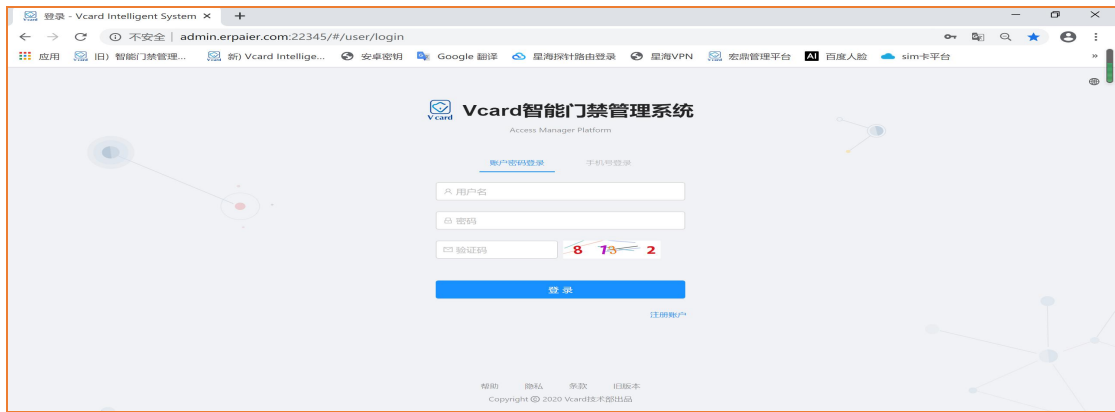 登录 - Vcard Intelligent System
不安全 | admin.erpaier.com:22345/#/user/login
应用 旧) 智能门禁管理... 新) Vcard Intellige... 安卓密钥 Google 翻译 星海探针路由登录 星海VPN 宏鼎管理平台 AI 百度人脸 sim卡平台 »
Vcard Vcard智能门禁管理系统
Access Manager Platform
账户密码登录 手机号登录
用户名
密码
验证码 8 1 3 2
登 录
注册账户
帮助 隐私 条款 旧版本
Copyright © 2020 Vcard技术部出品